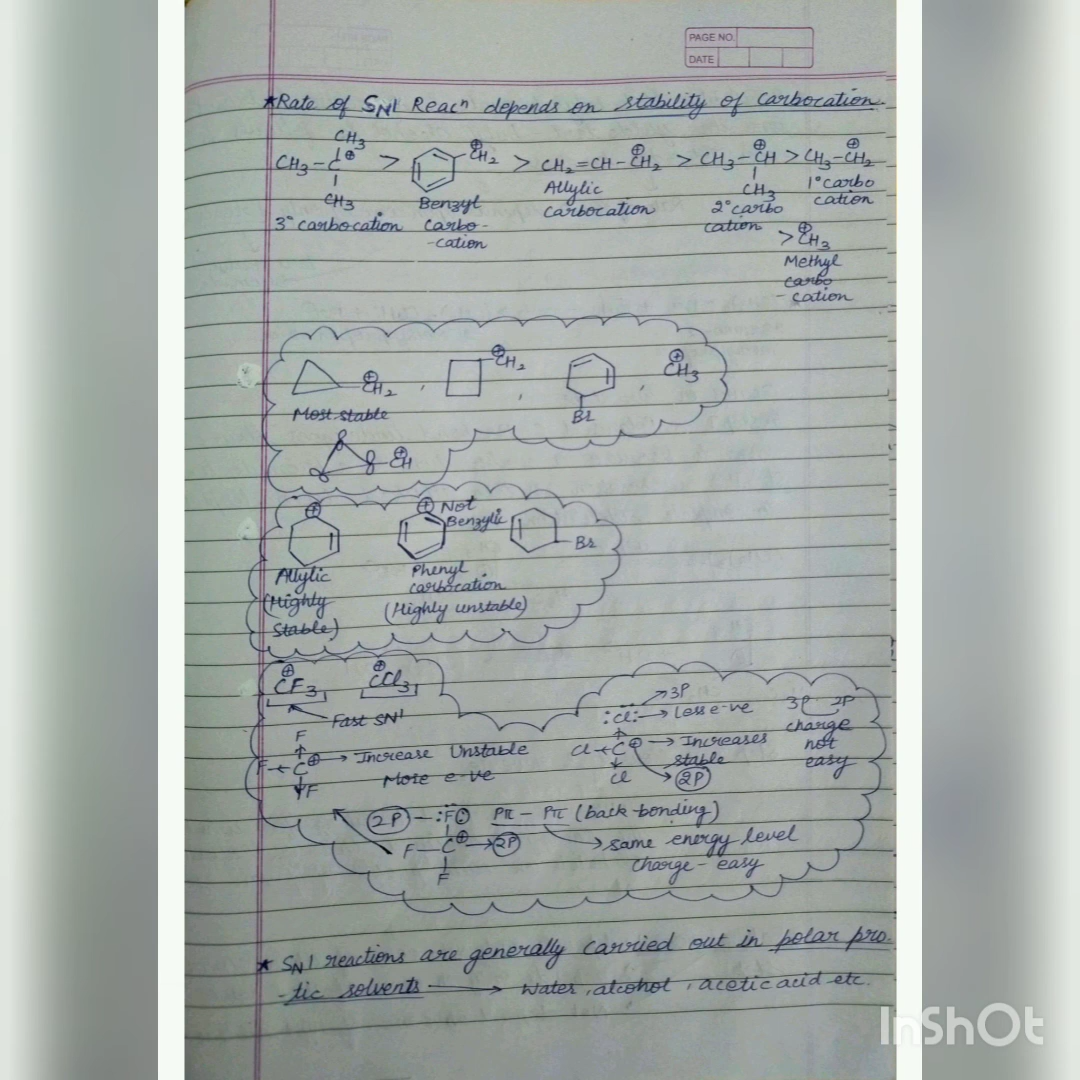 PAGE NO.
DATE
★ Rate of SN1 Reacⁿ depends on stability of carbocation.
CH3
CH3–C⊕ > ⊕CH2 > CH2=CH–⊕CH2 > CH3–⊕CH > CH3–⊕CH2
CH3 CH3
3° carbocation Benzyl carbo-
-cation
Allylic
carbocation
2° carbo
cation
1° carbo
cation
> ⊕CH3
Methyl
carbo
-cation
⊕CH2 , ⊕CH2 , Br , ⊕CH3
Most stable
⊕CH
⊕ ⊕ Not
Benzylic
Br
Allylic
(Highly
Stable)
Phenyl
carbocation
(Highly unstable)
⊕CF3 ⊕CCl3
Fast SN1
F
F C⊕ → Increase Unstable
F More e-ve
→ 3P
:Cl: → Less e-ve
Cl C⊕ → Increases
stable
Cl → 2P
3P 2P
charge
not
easy
2P – :F: Pπ – Pπ (back bonding)
F – C⊕ → 2P → same energy level
F charge - easy
★ SN1 reactions are generally carried out in polar pro-
-tic solvents → Water, alcohol, acetic acid etc.
InShOt